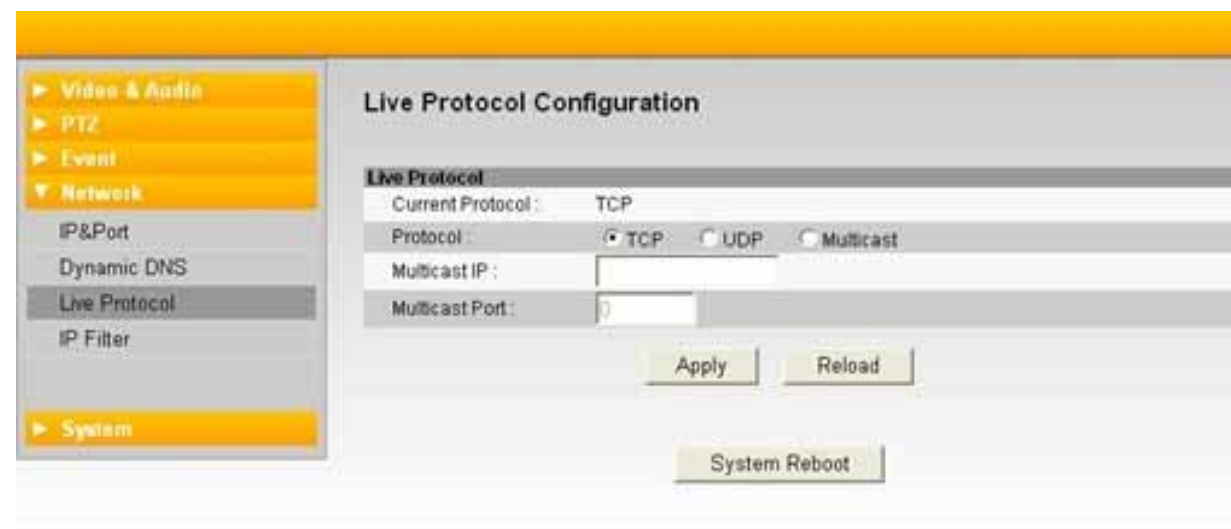 Video & Audio
PTZ
Event
Network
IP&Port
Dynamic DNS
Live Protocol
IP Filter
System
Live Protocol Configuration
Live Protocol
Current Protocol : TCP
Protocol : TCP UDP Multicast
Multicast IP :
Multicast Port : 0
Apply Reload
System Reboot